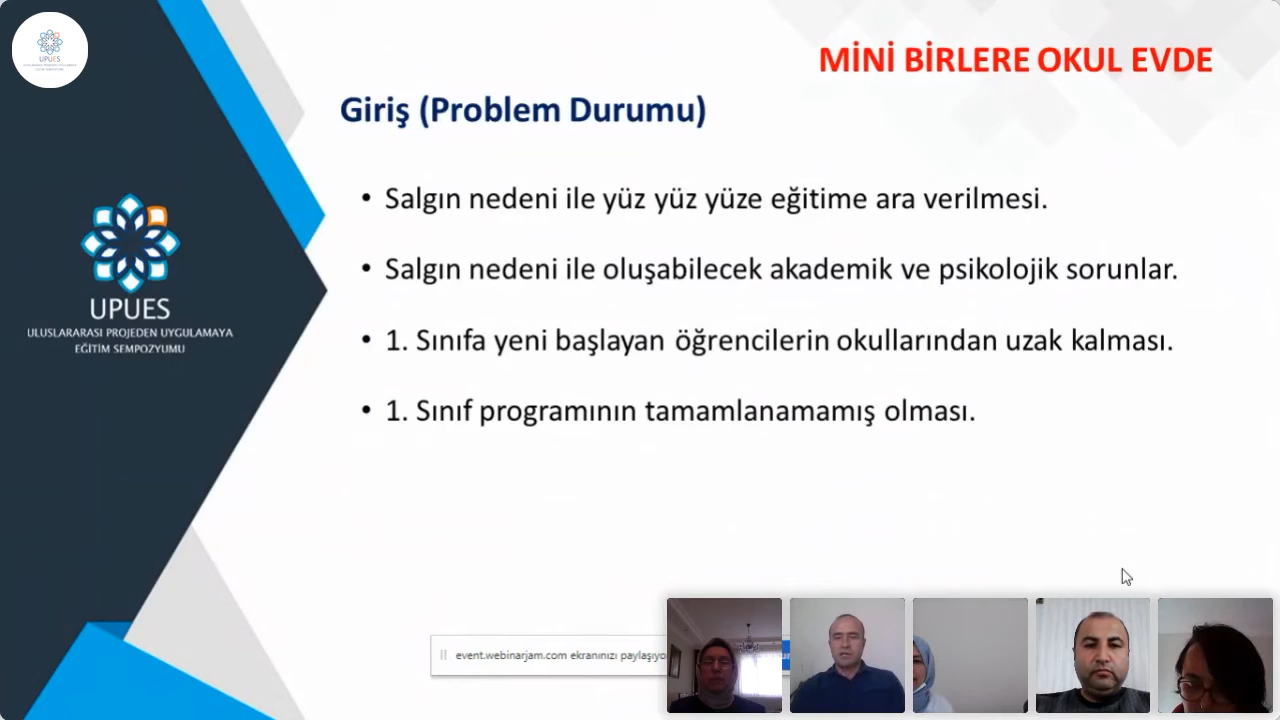 UPUES
MİNİ BİRLERE OKUL EVDE
Giriş (Problem Durumu)
• Salgın nedeni ile yüz yüz yüze eğitime ara verilmesi.
• Salgın nedeni ile oluşabilecek akademik ve psikolojik sorunlar.
• 1. Sınıfa yeni başlayan öğrencilerin okullarından uzak kalması.
• 1. Sınıf programının tamamlanamamış olması.
UPUES
ULUSLARARASI PROJEDEN UYGULAMAYA
EĞİTİM SEMPOZYUMU
event.webinarjam.com ekranınızı paylaşıyo